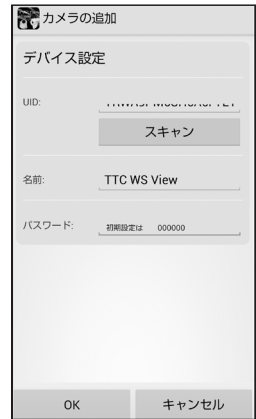 カメラの追加
デバイス設定
UID:
スキャン
名前:
TTC WS View
パスワード:
初期設定は 000000
OK
キャンセル